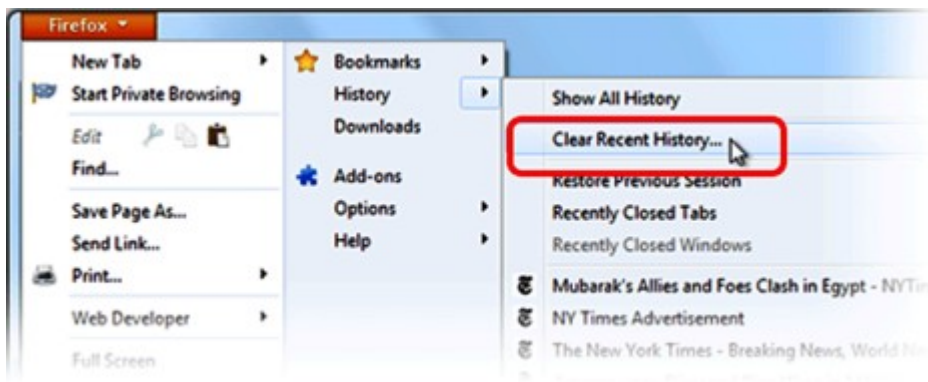 Firefox
New Tab
Start Private Browsing
Edit
Find...
Save Page As...
Send Link...
Print...
Web Developer
Full Screen
Bookmarks
History
Downloads
Add-ons
Options
Help
Show All History
Clear Recent History...
Restore Previous Session
Recently Closed Tabs
Recently Closed Windows
Mubarak's Allies and Foes Clash in Egypt - NYTim
NY Times Advertisement
The New York Times - Breaking News, World Ne